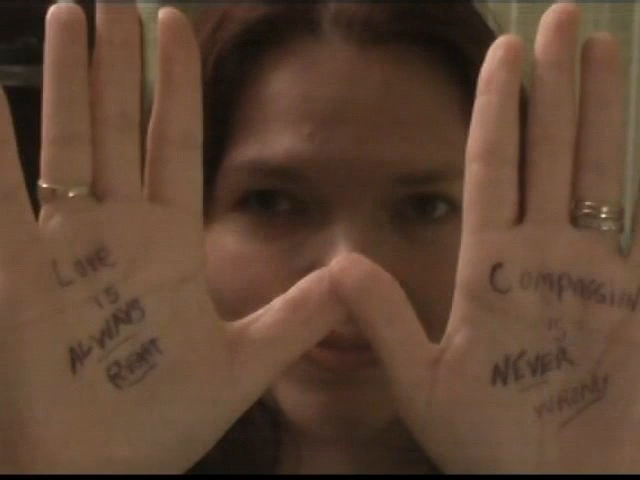 Love
is
ALWAYS
RIGHT
Compassion
is
NEVER
WRONG